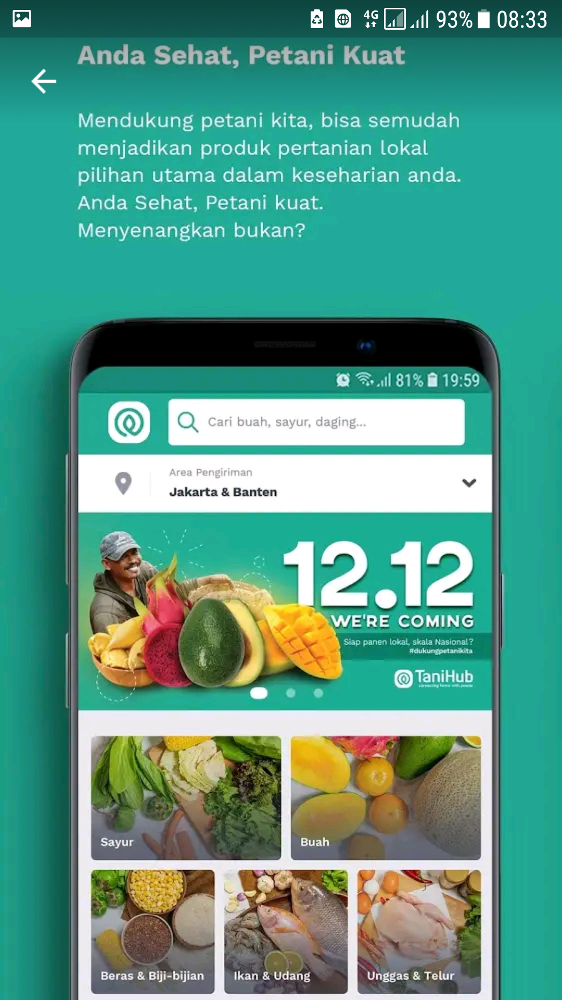 4G 93% 08:33
Anda Sehat, Petani Kuat
Mendukung petani kita, bisa semudah
menjadikan produk pertanian lokal
pilihan utama dalam keseharian anda.
Anda Sehat, Petani kuat.
Menyenangkan bukan?
81% 19:59
Cari buah, sayur, daging...
Area Pengiriman
Jakarta & Banten
12.12
WE'RE COMING
Siap panen lokal, skala Nasional?
#dukungpetanikita
TaniHub
Sayur
Buah
Beras & Biji-bijian
Ikan & Udang
Unggas & Telur